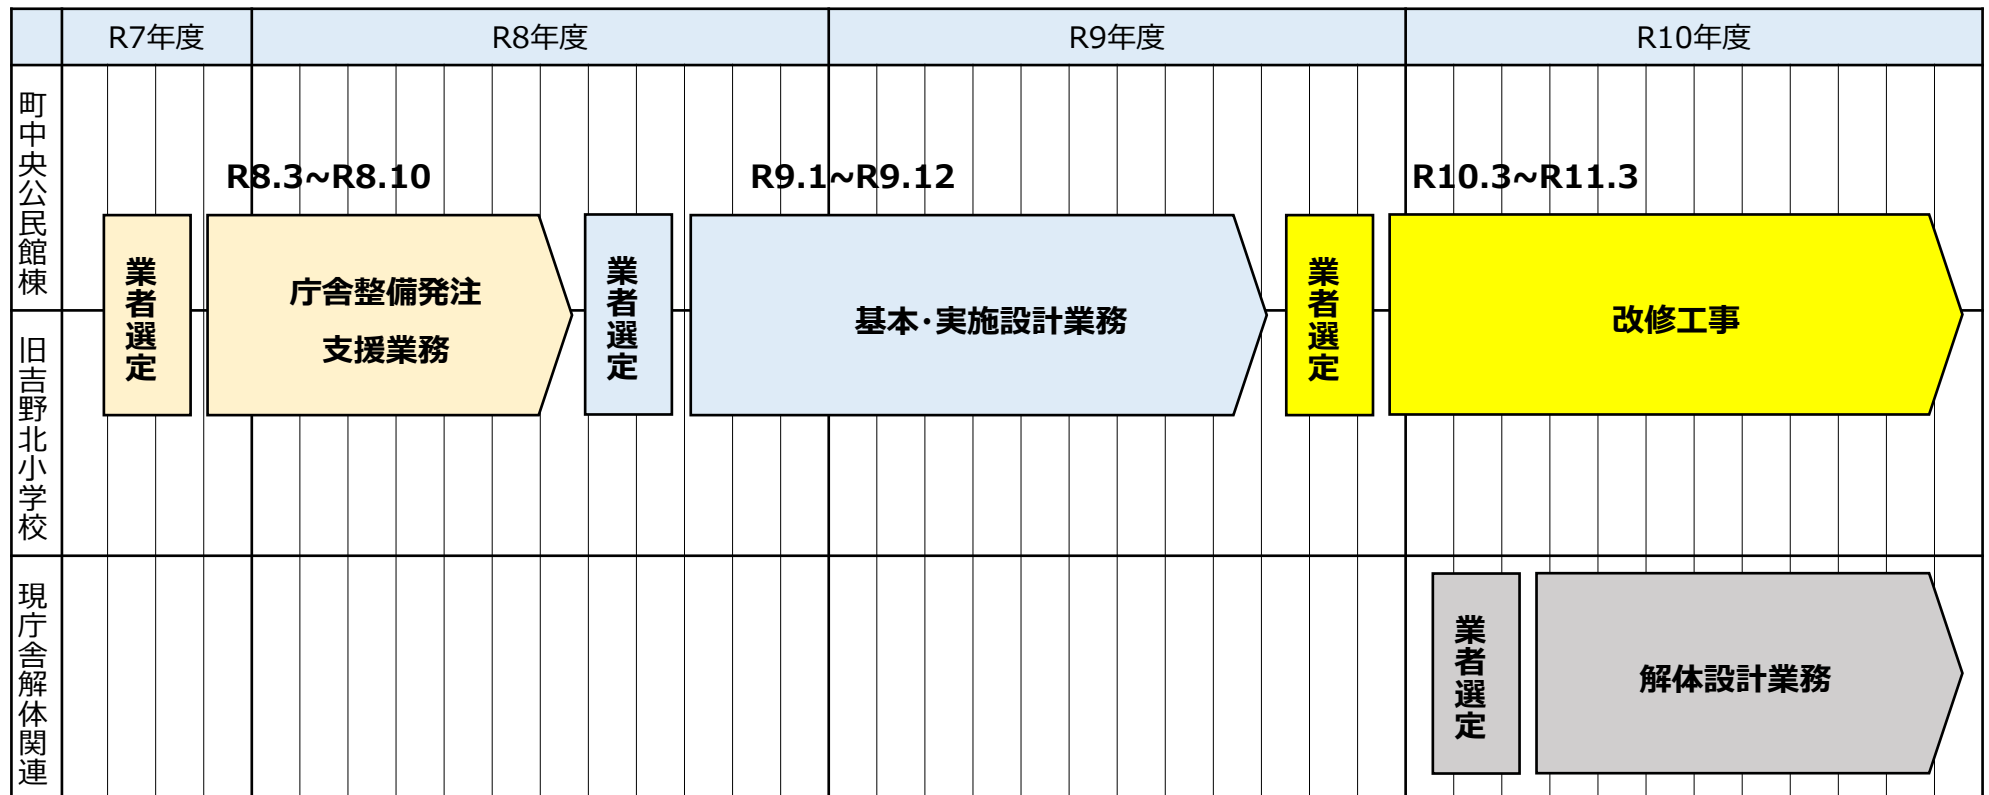 R7年度
R8年度
R9年度
R10年度
町中央公民館棟
R8.3~R8.10
R9.1~R9.12
R10.3~R11.3
業者選定
庁舎整備発注
支援業務
業者選定
基本･実施設計業務
業者選定
改修工事
旧吉野北小学校
現庁舎解体関連
業者選定
解体設計業務